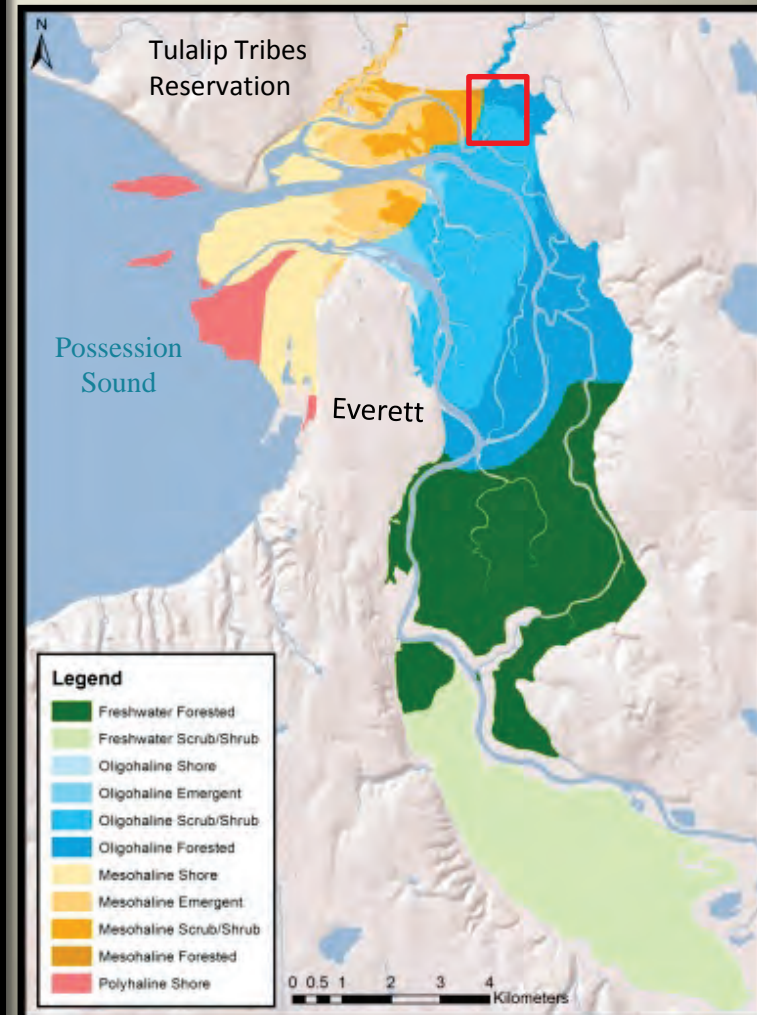 N
Tulalip Tribes
Reservation
Possession
Sound
Everett
Legend
Freshwater Forested
Freshwater Scrub/Shrub
Oligohaline Shore
Oligohaline Emergent
Oligohaline Scrub/Shrub
Oligohaline Forested
Mesohaline Shore
Mesohaline Emergent
Mesohaline Scrub/Shrub
Mesohaline Forested
Polyhaline Shore
0 0.5 1 2 3 4
Kilometers